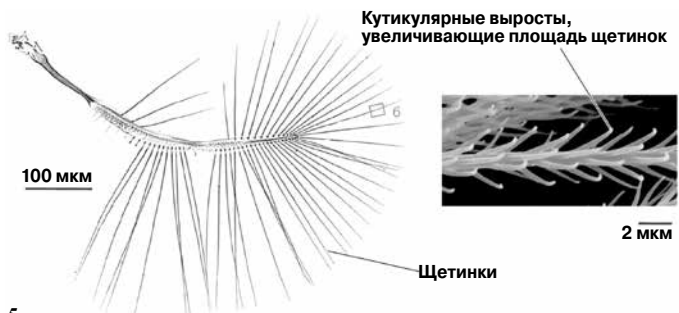 Кутикулярные выросты,
увеличивающие площадь щетинок
б
100 мкм
2 мкм
Щетинки